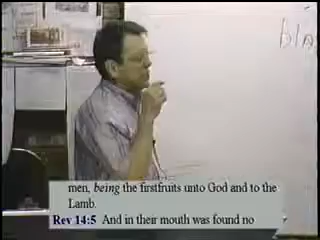 bla
men, being the firstfruits unto God and to the
Lamb.
Rev 14:5 And in their mouth was found no